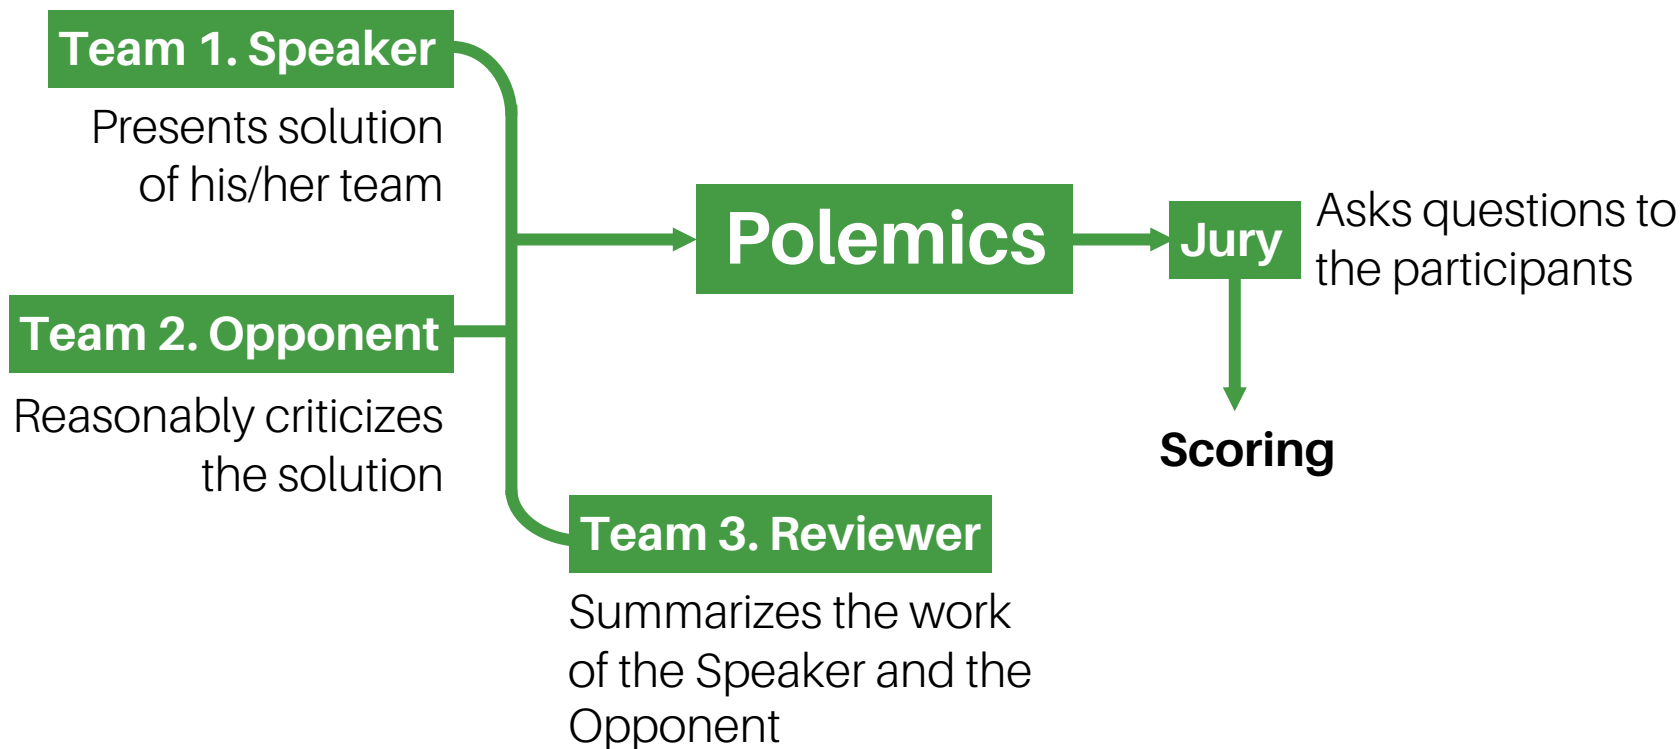 Team 1. Speaker
Presents solution
of his/her team
Team 2. Opponent
Reasonably criticizes
the solution
Team 3. Reviewer
Summarizes the work
of the Speaker and the
Opponent
Polemics
Jury
Asks questions to
the participants
Scoring